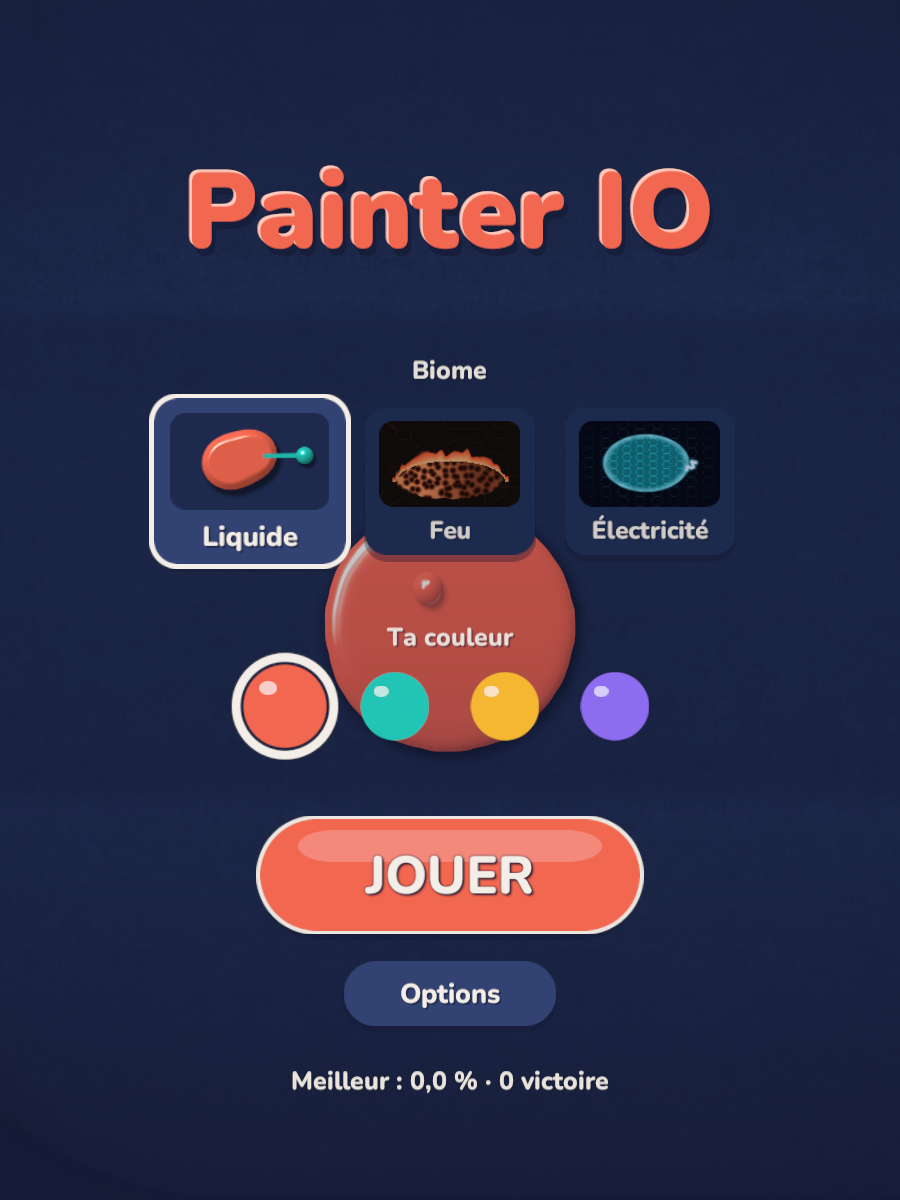 Painter IO
Biome
Liquide
Feu
Électricité
Ta couleur
JOUER
Options
Meilleur : 0,0 % · 0 victoire